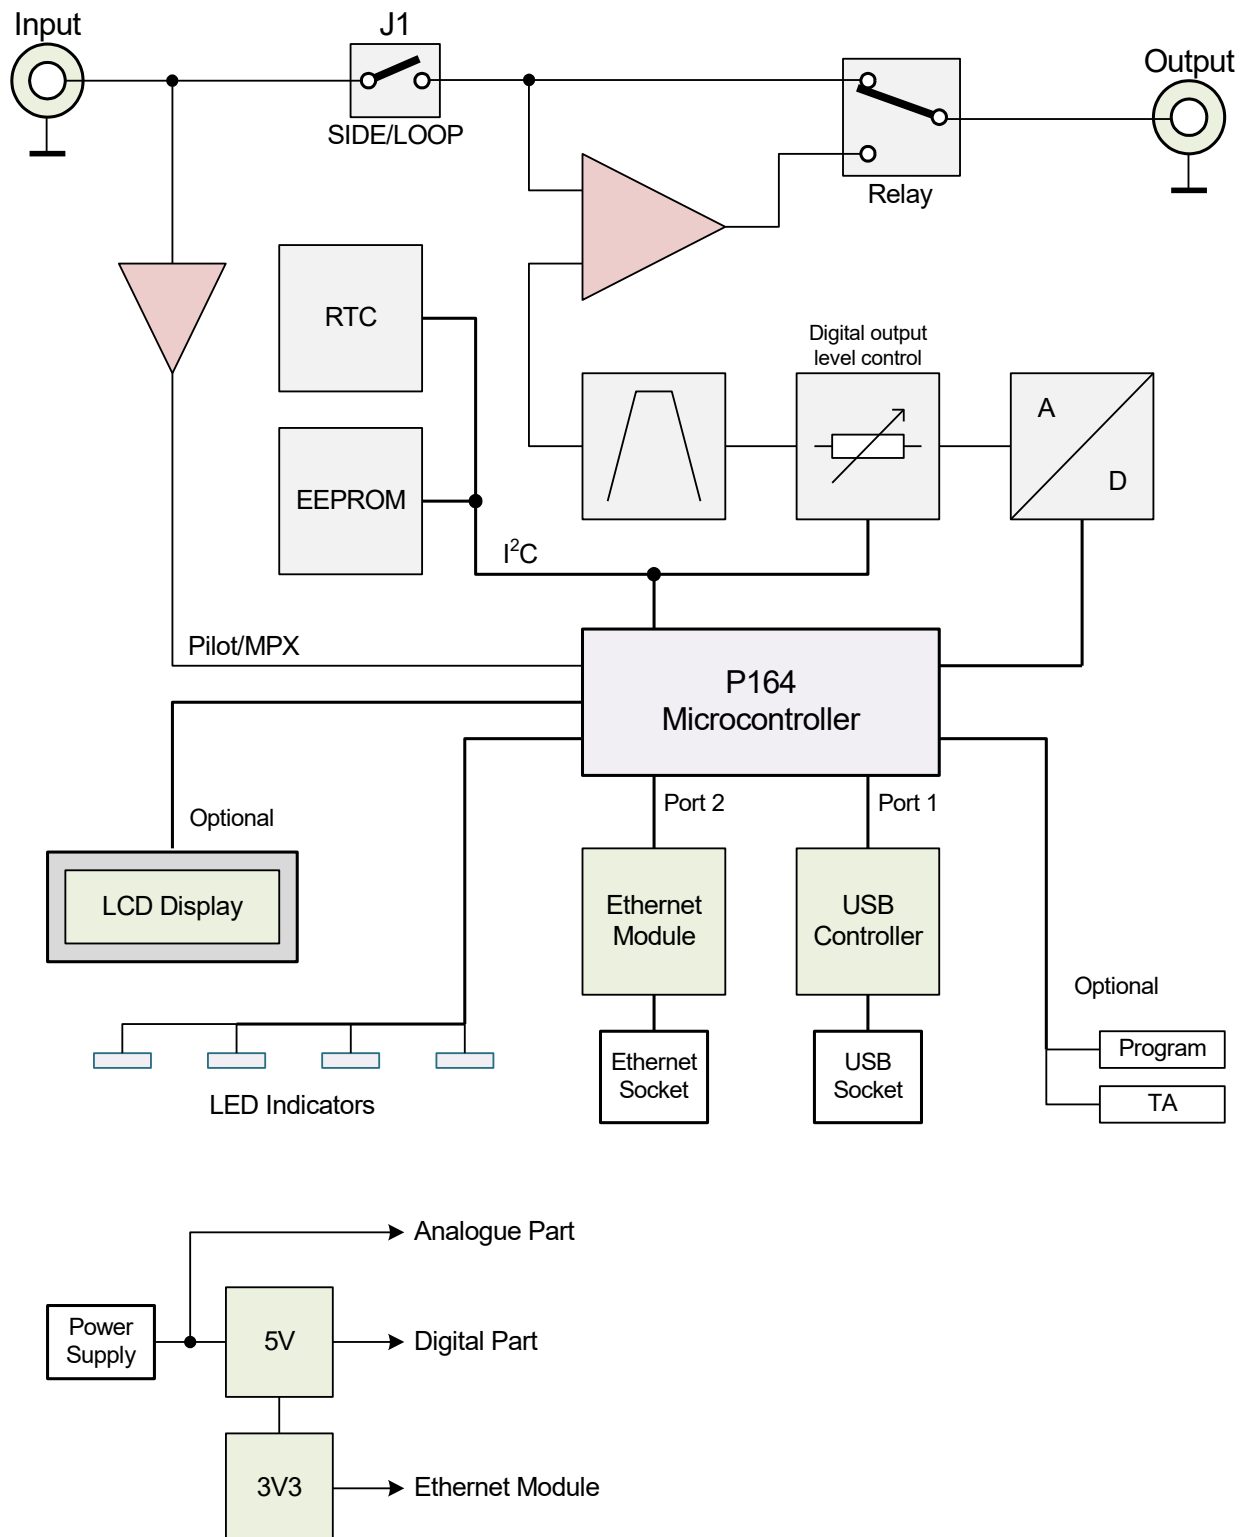 Input
J1
Output
SIDE/LOOP
Relay
RTC
Digital output
level control
A
D
EEPROM
I²C
Pilot/MPX
P164
Microcontroller
Port 2
Port 1
Optional
LCD Display
Ethernet
Module
USB
Controller
Optional
Ethernet
Socket
USB
Socket
Program
TA
LED Indicators
Analogue Part
Power
Supply
5V
Digital Part
3V3
Ethernet Module